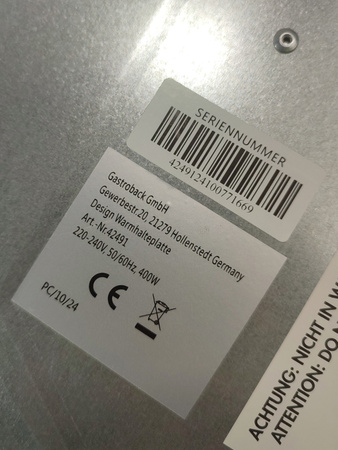 SERIENNUMMER
4249124100771669
Gastroback GmbH
Gewerbestr.20, 21279 Hollenstedt Germany
Design Warmhalteplatte
Art.-Nr.42491
220-240V, 50/60Hz, 400W
CE
PC/10/24
ACHTUNG: NICHT IN W
ATTENTION: DO N